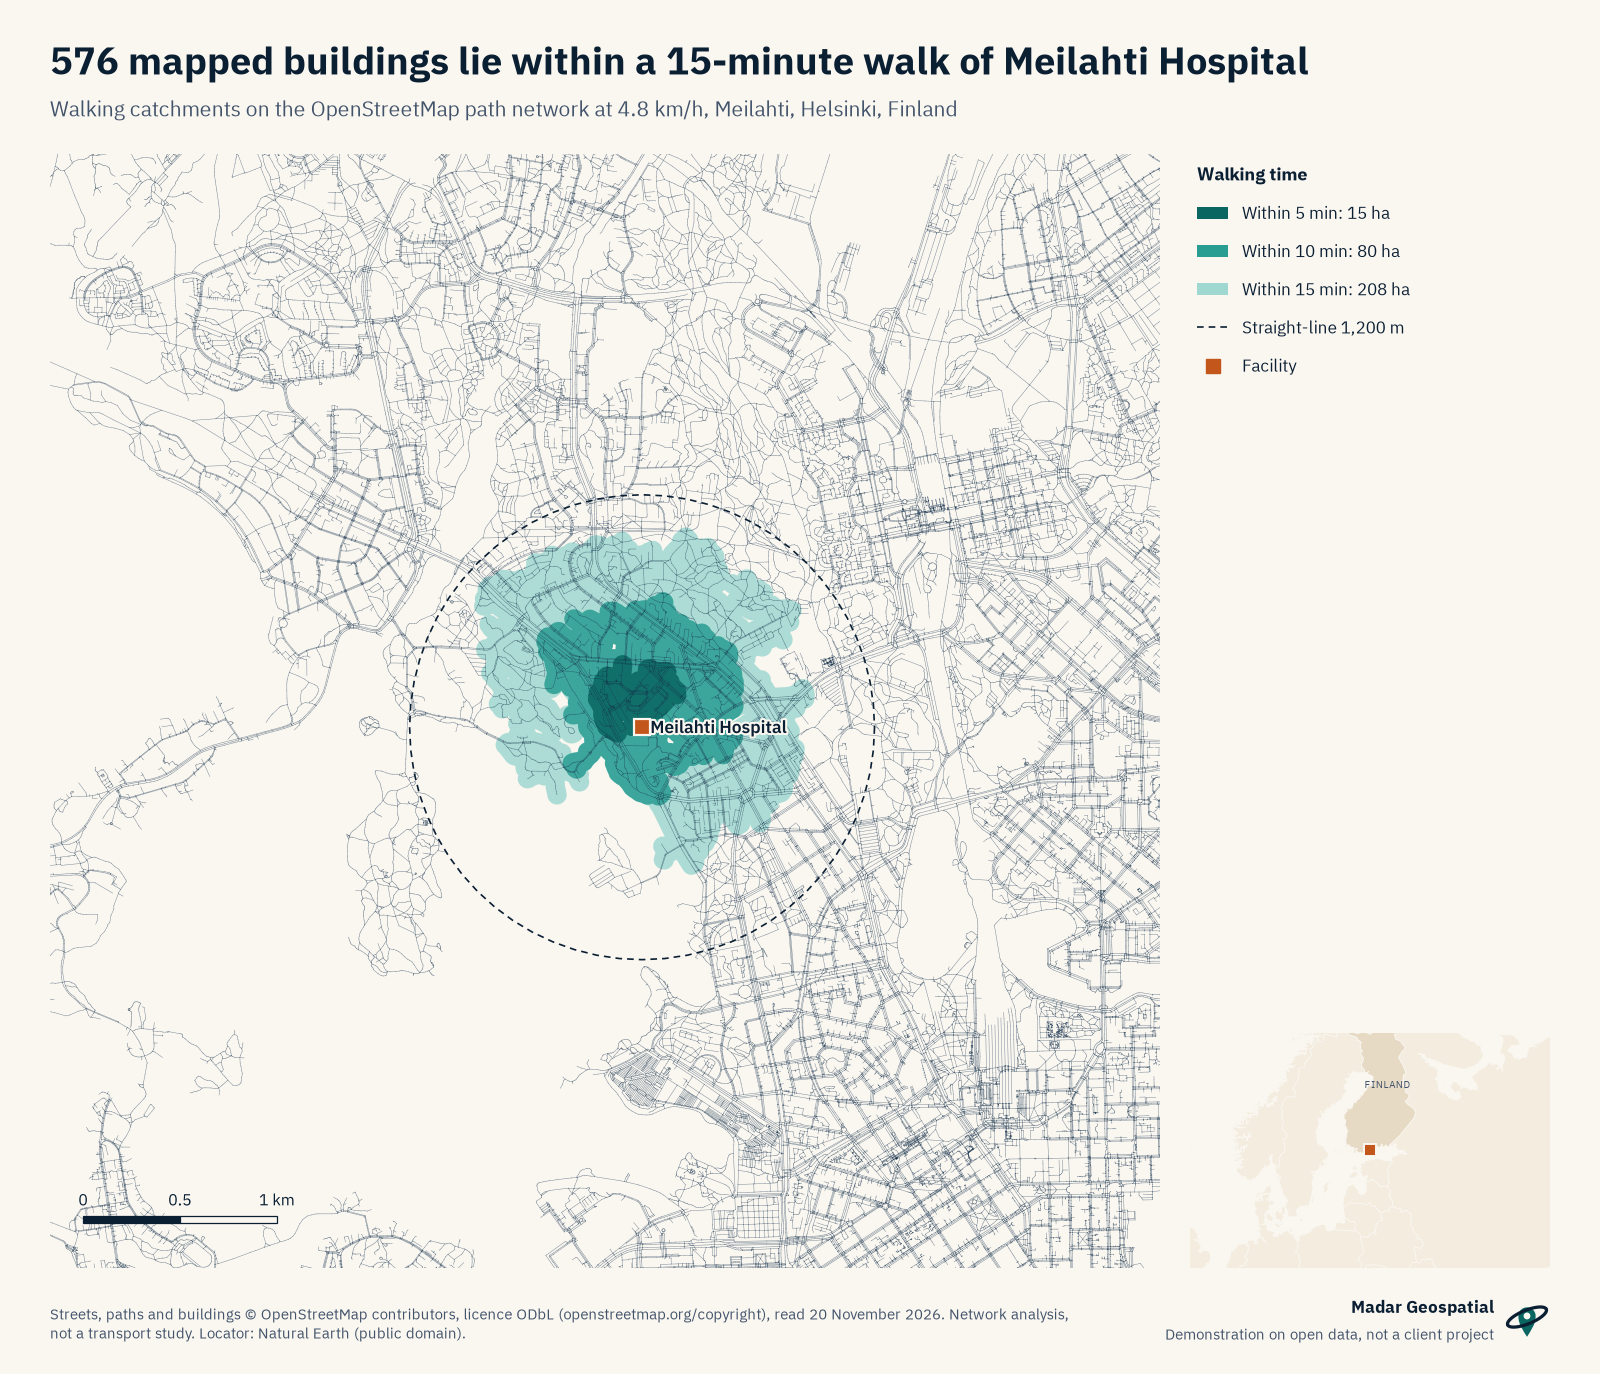 576 mapped buildings lie within a 15-minute walk of Meilahti Hospital
Walking catchments on the OpenStreetMap path network at 4.8 km/h, Meilahti, Helsinki, Finland
Walking time
Within 5 min: 15 ha
Within 10 min: 80 ha
Within 15 min: 208 ha
Straight-line 1,200 m
Facility
Meilahti Hospital
FINLAND
0 0.5 1 km
Streets, paths and buildings © OpenStreetMap contributors, licence ODbL (openstreetmap.org/copyright), read 20 November 2026. Network analysis,
not a transport study. Locator: Natural Earth (public domain).
Madar Geospatial
Demonstration on open data, not a client project